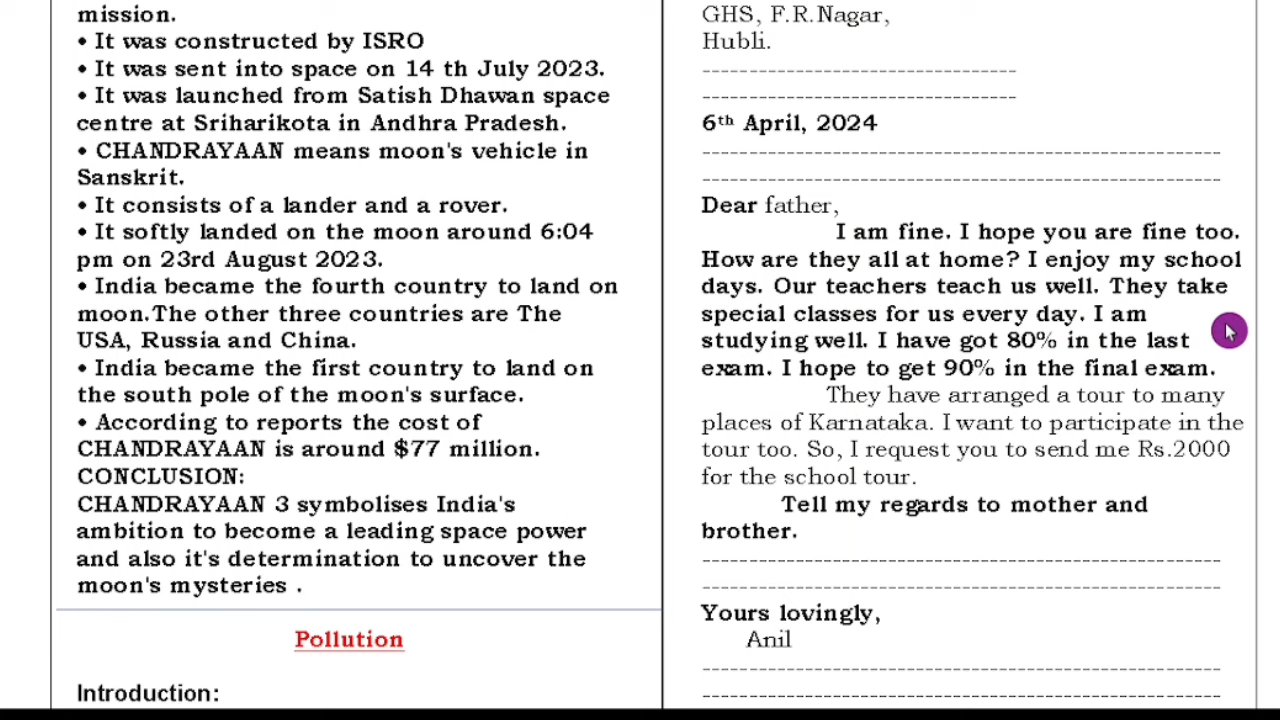 mission.
• It was constructed by ISRO
• It was sent into space on 14 th July 2023.
• It was launched from Satish Dhawan space
centre at Sriharikota in Andhra Pradesh.
• CHANDRAYAAN means moon's vehicle in
Sanskrit.
• It consists of a lander and a rover.
• It softly landed on the moon around 6:04
pm on 23rd August 2023.
• India became the fourth country to land on
moon.The other three countries are The
USA, Russia and China.
• India became the first country to land on
the south pole of the moon's surface.
• According to reports the cost of
CHANDRAYAAN is around $77 million.
CONCLUSION:
CHANDRAYAAN 3 symbolises India's
ambition to become a leading space power
and also it's determination to uncover the
moon's mysteries .
Pollution
Introduction:
GHS, F.R.Nagar,
Hubli.
---------------------------------
---------------------------------
6th April, 2024
-------------------------------------------------------
-------------------------------------------------------
Dear father,
I am fine. I hope you are fine too.
How are they all at home? I enjoy my school
days. Our teachers teach us well. They take
special classes for us every day. I am
studying well. I have got 80% in the last
exam. I hope to get 90% in the final exam.
They have arranged a tour to many
places of Karnataka. I want to participate in the
tour too. So, I request you to send me Rs.2000
for the school tour.
Tell my regards to mother and
brother.
-------------------------------------------------------
-------------------------------------------------------
Yours lovingly,
Anil
-------------------------------------------------------
-------------------------------------------------------